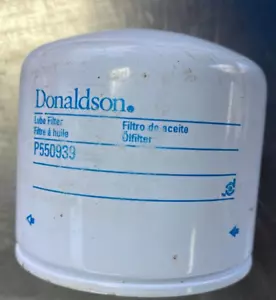 Donaldson®
Lube Filter Filtro de aceite
Filtre à huile Ölfilter
P550939